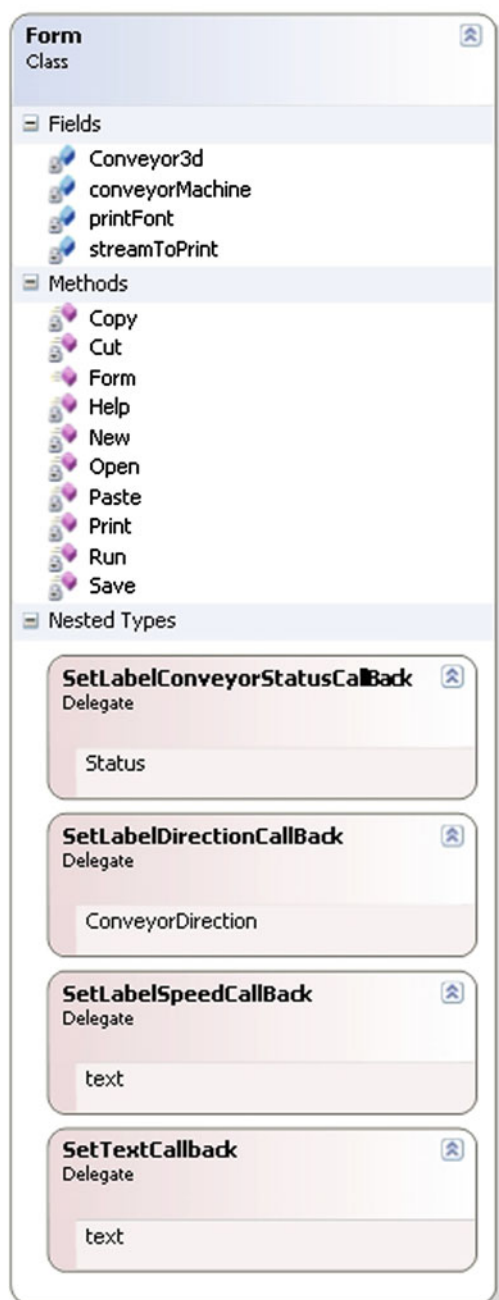 Form
Class
Fields
Conveyor3d
conveyorMachine
printFont
streamToPrint
Methods
Copy
Cut
Form
Help
New
Open
Paste
Print
Run
Save
Nested Types
SetLabelConveyorStatusCallBack
Delegate
Status
SetLabelDirectionCallBack
Delegate
ConveyorDirection
SetLabelSpeedCallBack
Delegate
text
SetTextCallback
Delegate
text